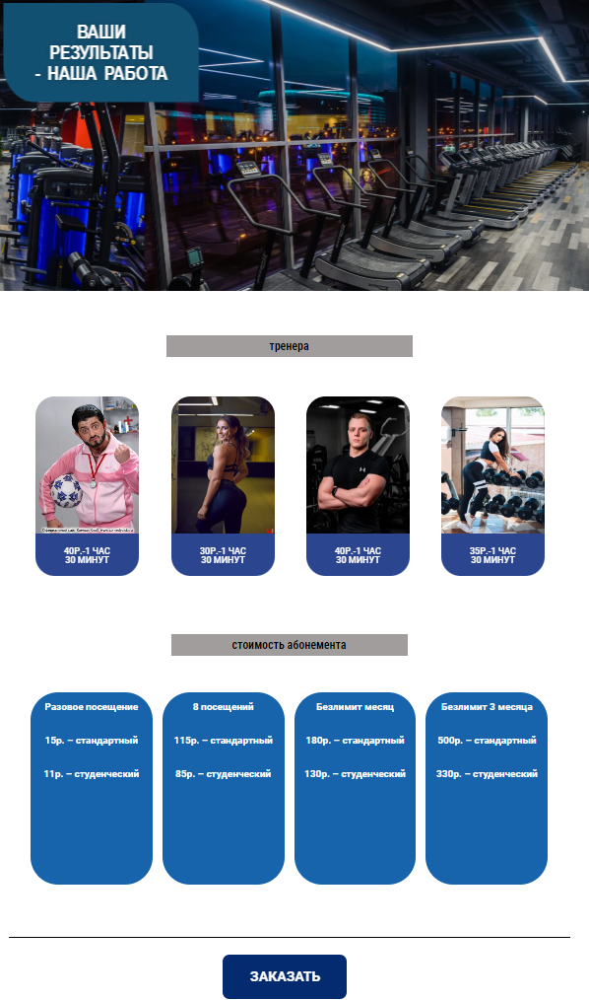 ВАШИ
РЕЗУЛЬТАТЫ
- НАША РАБОТА
тренера
40Р.-1 ЧАС
30 МИНУТ
30Р.-1 ЧАС
30 МИНУТ
40Р.-1 ЧАС
30 МИНУТ
35Р.-1 ЧАС
30 МИНУТ
стоимость абонемента
Разовое посещение
15р. – стандартный
11р. – студенческий
8 посещений
115р. – стандартный
85р. – студенческий
Безлимит месяц
180р. – стандартный
130р. – студенческий
Безлимит 3 месяца
500р. – стандартный
330р. – студенческий
ЗАКАЗАТЬ